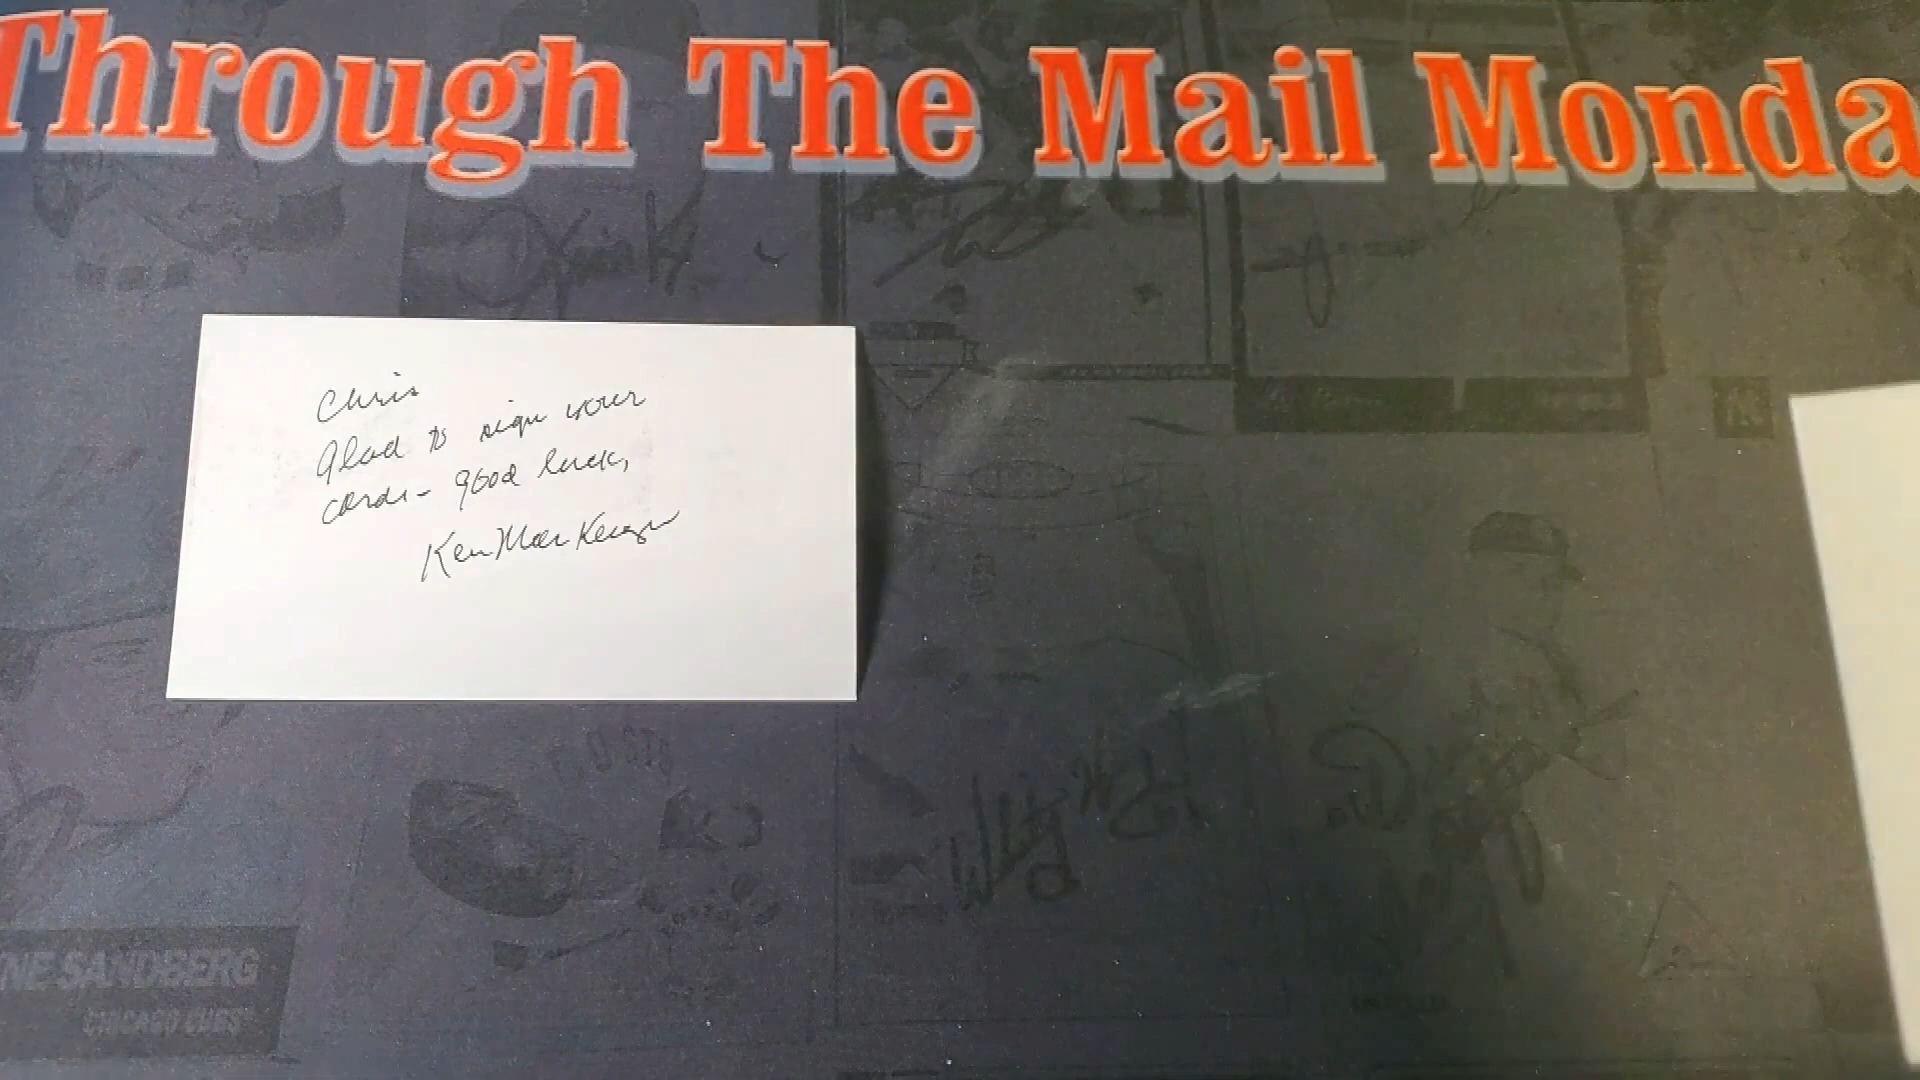 Through The Mail Monda
Chris
Glad to sign your
cards - good luck,
Ken MacKenzie
NE SANDBERG
CHICAGO CUBS